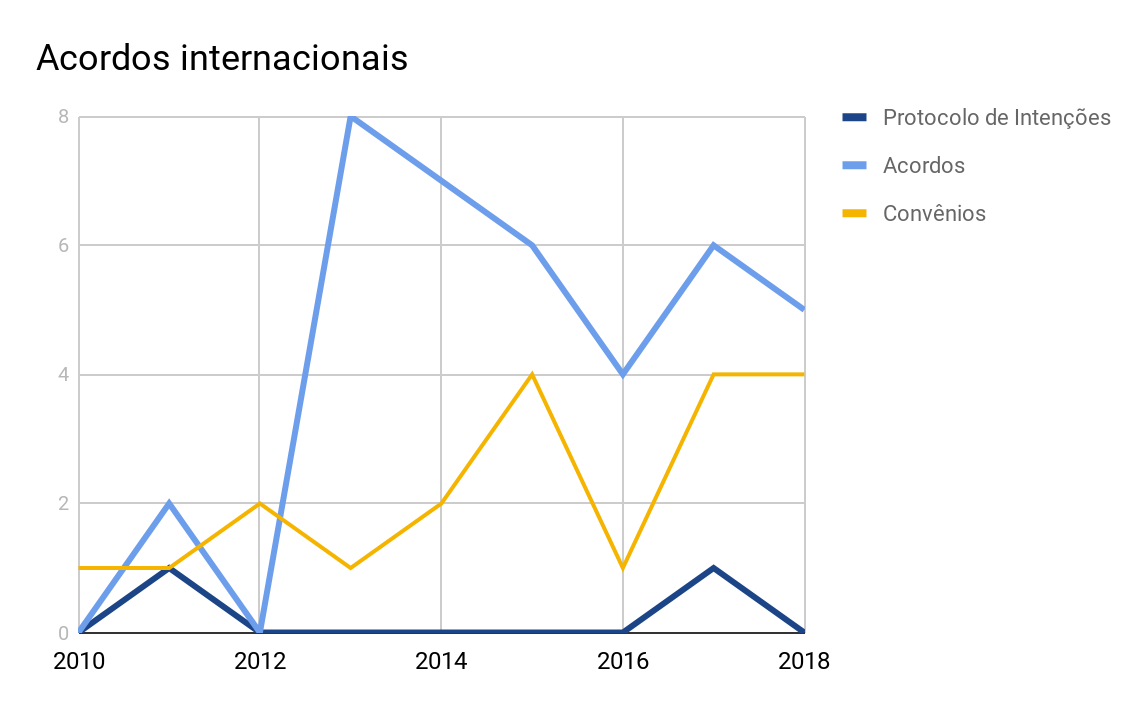 Acordos internacionais
8
6
4
2
0
2010 2012 2014 2016 2018
Protocolo de Intenções
Acordos
Convênios